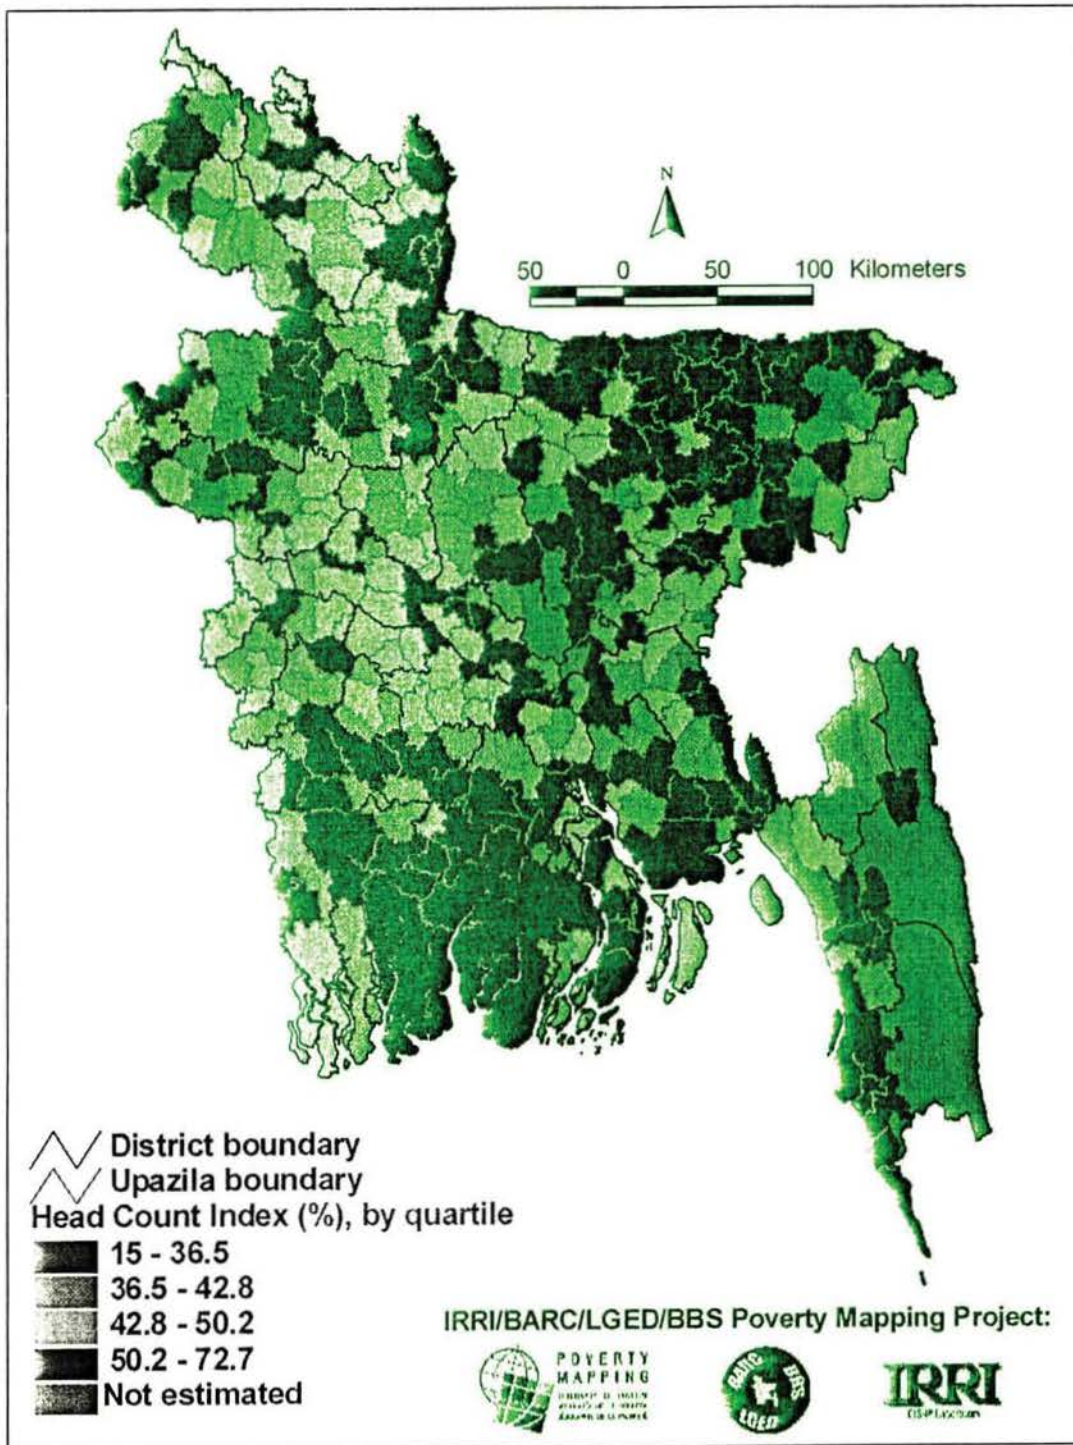 N
50 0 50 100 Kilometers
District boundary
Upazila boundary
Head Count Index (%), by quartile
15 - 36.5
36.5 - 42.8
42.8 - 50.2
50.2 - 72.7
Not estimated
IRRI/BARC/LGED/BBS Poverty Mapping Project:
POVERTY
MAPPING
BARC BBS
LGED
IRRI